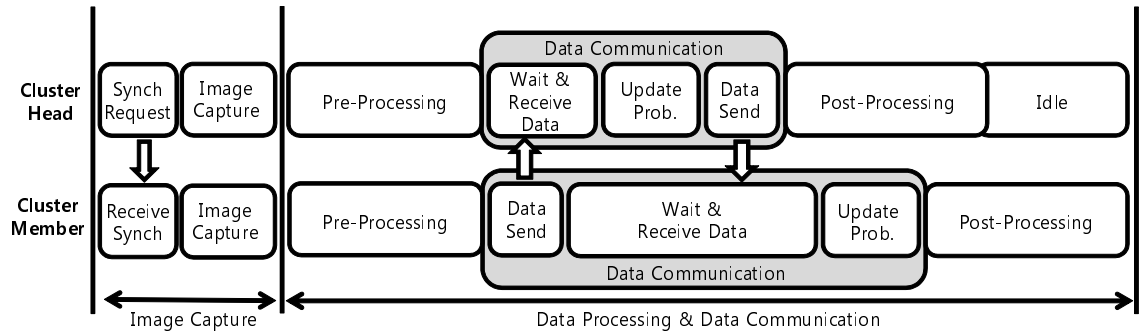 Data Communication
Cluster
Head
Synch
Request
Image
Capture
Pre-Processing
Wait &
Receive
Data
Update
Prob.
Data
Send
Post-Processing
Idle
Cluster
Member
Receive
Synch
Image
Capture
Pre-Processing
Data
Send
Wait &
Receive Data
Update
Prob.
Post-Processing
Data Communication
Image Capture
Data Processing & Data Communication